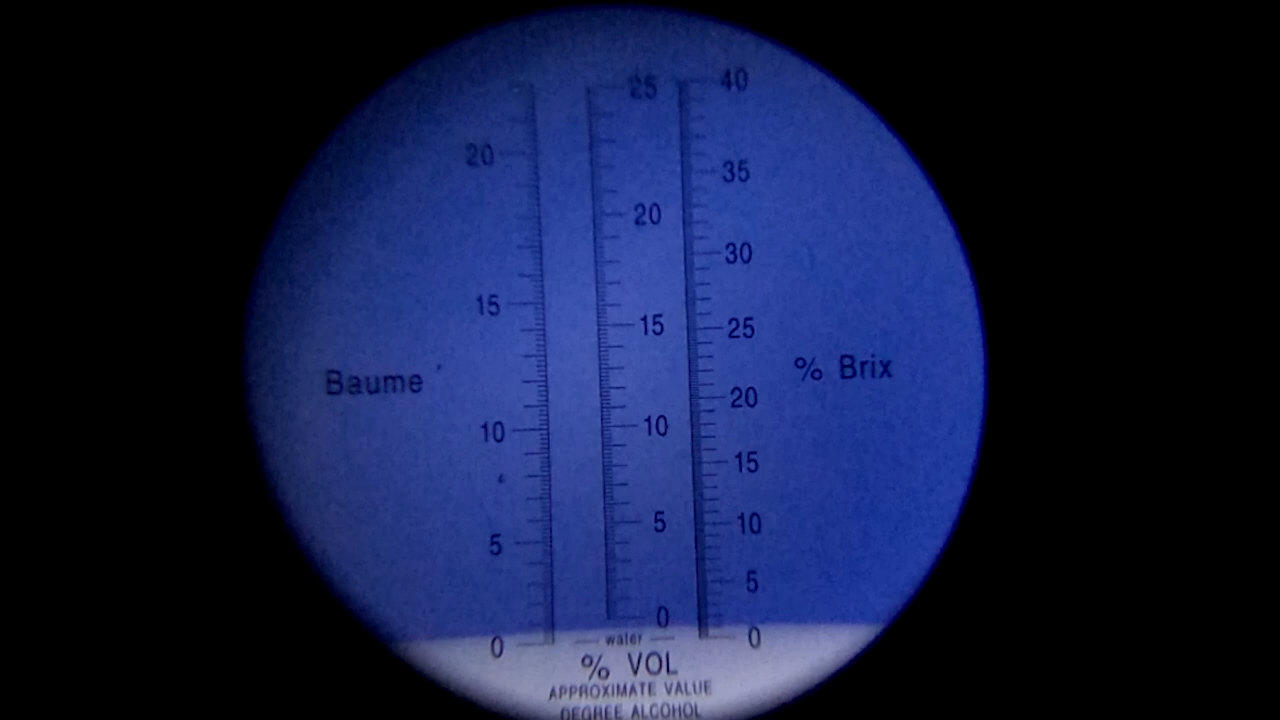 25 40
20 35
20 30
15 15 25
Baume % Brix
20
10 10 15
5 10
5 5
0 0 0
water
% VOL
APPROXIMATE VALUE
DEGREE ALCOHOL